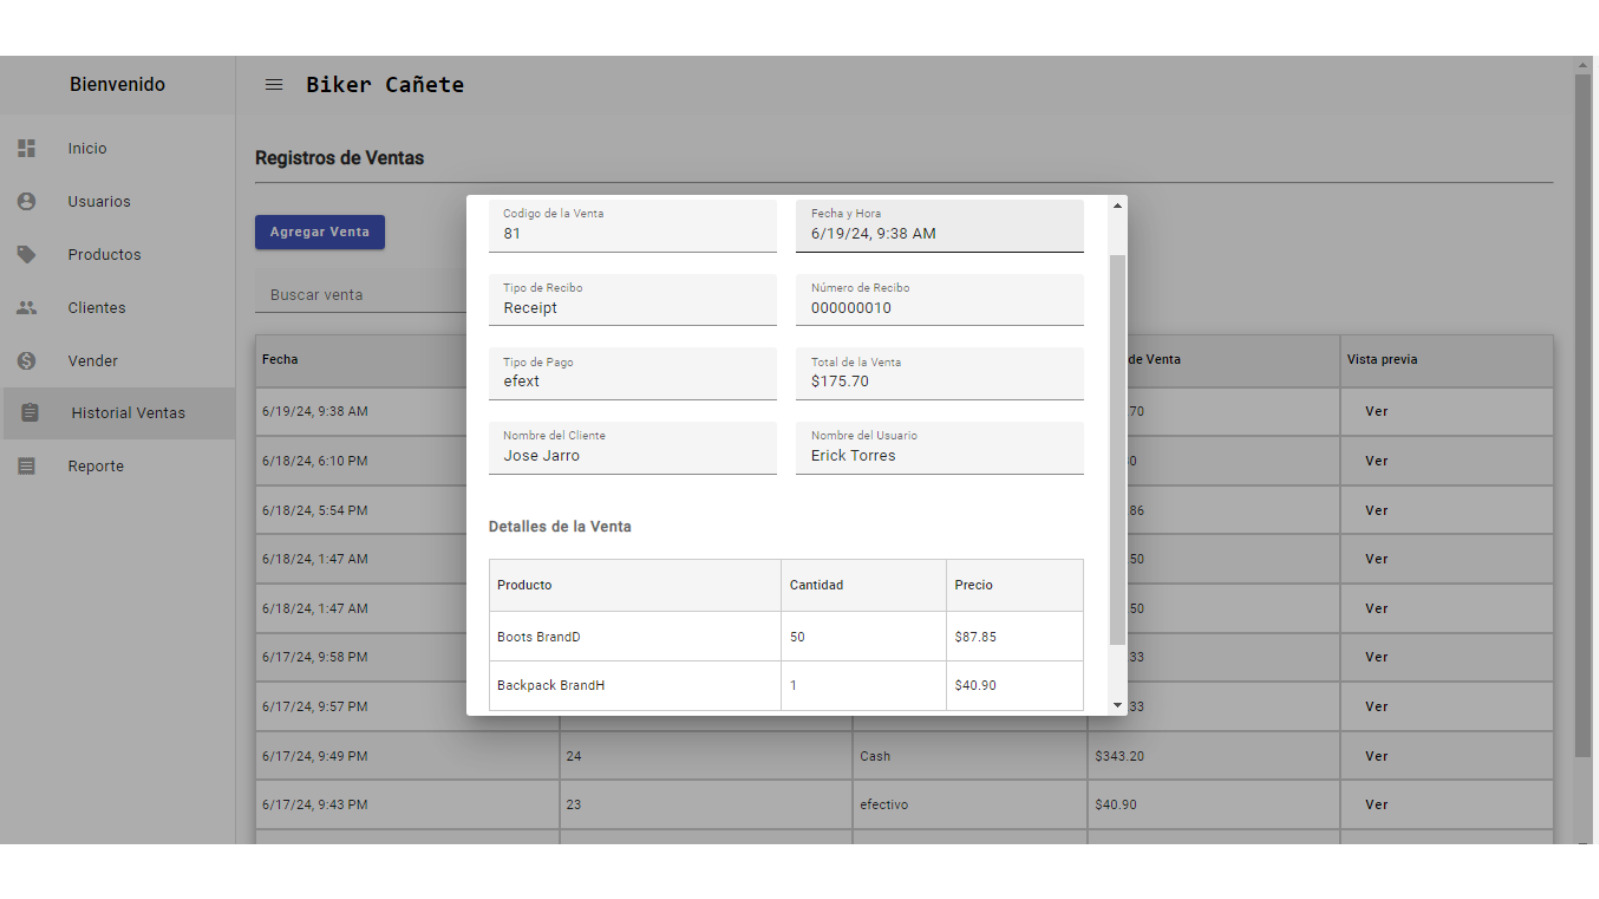 Bienvenido
Biker Cañete
Inicio
Usuarios
Productos
Clientes
Vender
Historial Ventas
Reporte
Registros de Ventas
Agregar Venta
Buscar venta
Codigo de la Venta
81
Fecha y Hora
6/19/24, 9:38 AM
Tipo de Recibo
Receipt
Número de Recibo
000000010
Tipo de Pago
efext
Total de la Venta
$175.70
Nombre del Cliente
Jose Jarro
Nombre del Usuario
Erick Torres
Detalles de la Venta
Producto Cantidad Precio
Boots BrandD 50 $87.85
Backpack BrandH 1 $40.90
Fecha de Venta Vista previa
6/19/24, 9:38 AM 70 Ver
6/18/24, 6:10 PM 0 Ver
6/18/24, 5:54 PM 86 Ver
6/18/24, 1:47 AM 50 Ver
6/18/24, 1:47 AM 50 Ver
6/17/24, 9:58 PM 33 Ver
6/17/24, 9:57 PM 33 Ver
6/17/24, 9:49 PM 24 Cash $343.20 Ver
6/17/24, 9:43 PM 23 efectivo $40.90 Ver